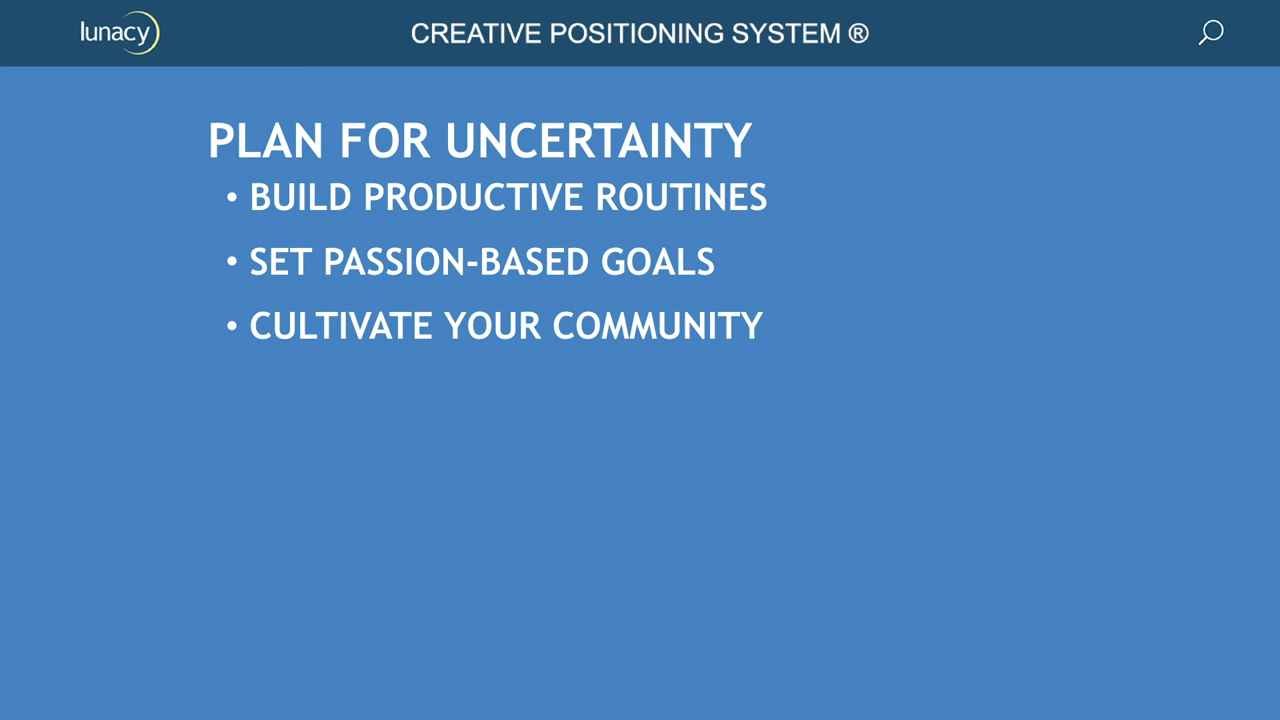 lunacy
CREATIVE POSITIONING SYSTEM ®
PLAN FOR UNCERTAINTY
• BUILD PRODUCTIVE ROUTINES
• SET PASSION-BASED GOALS
• CULTIVATE YOUR COMMUNITY